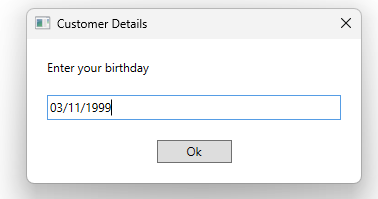 Customer Details
Enter your birthday
03/11/1999
Ok